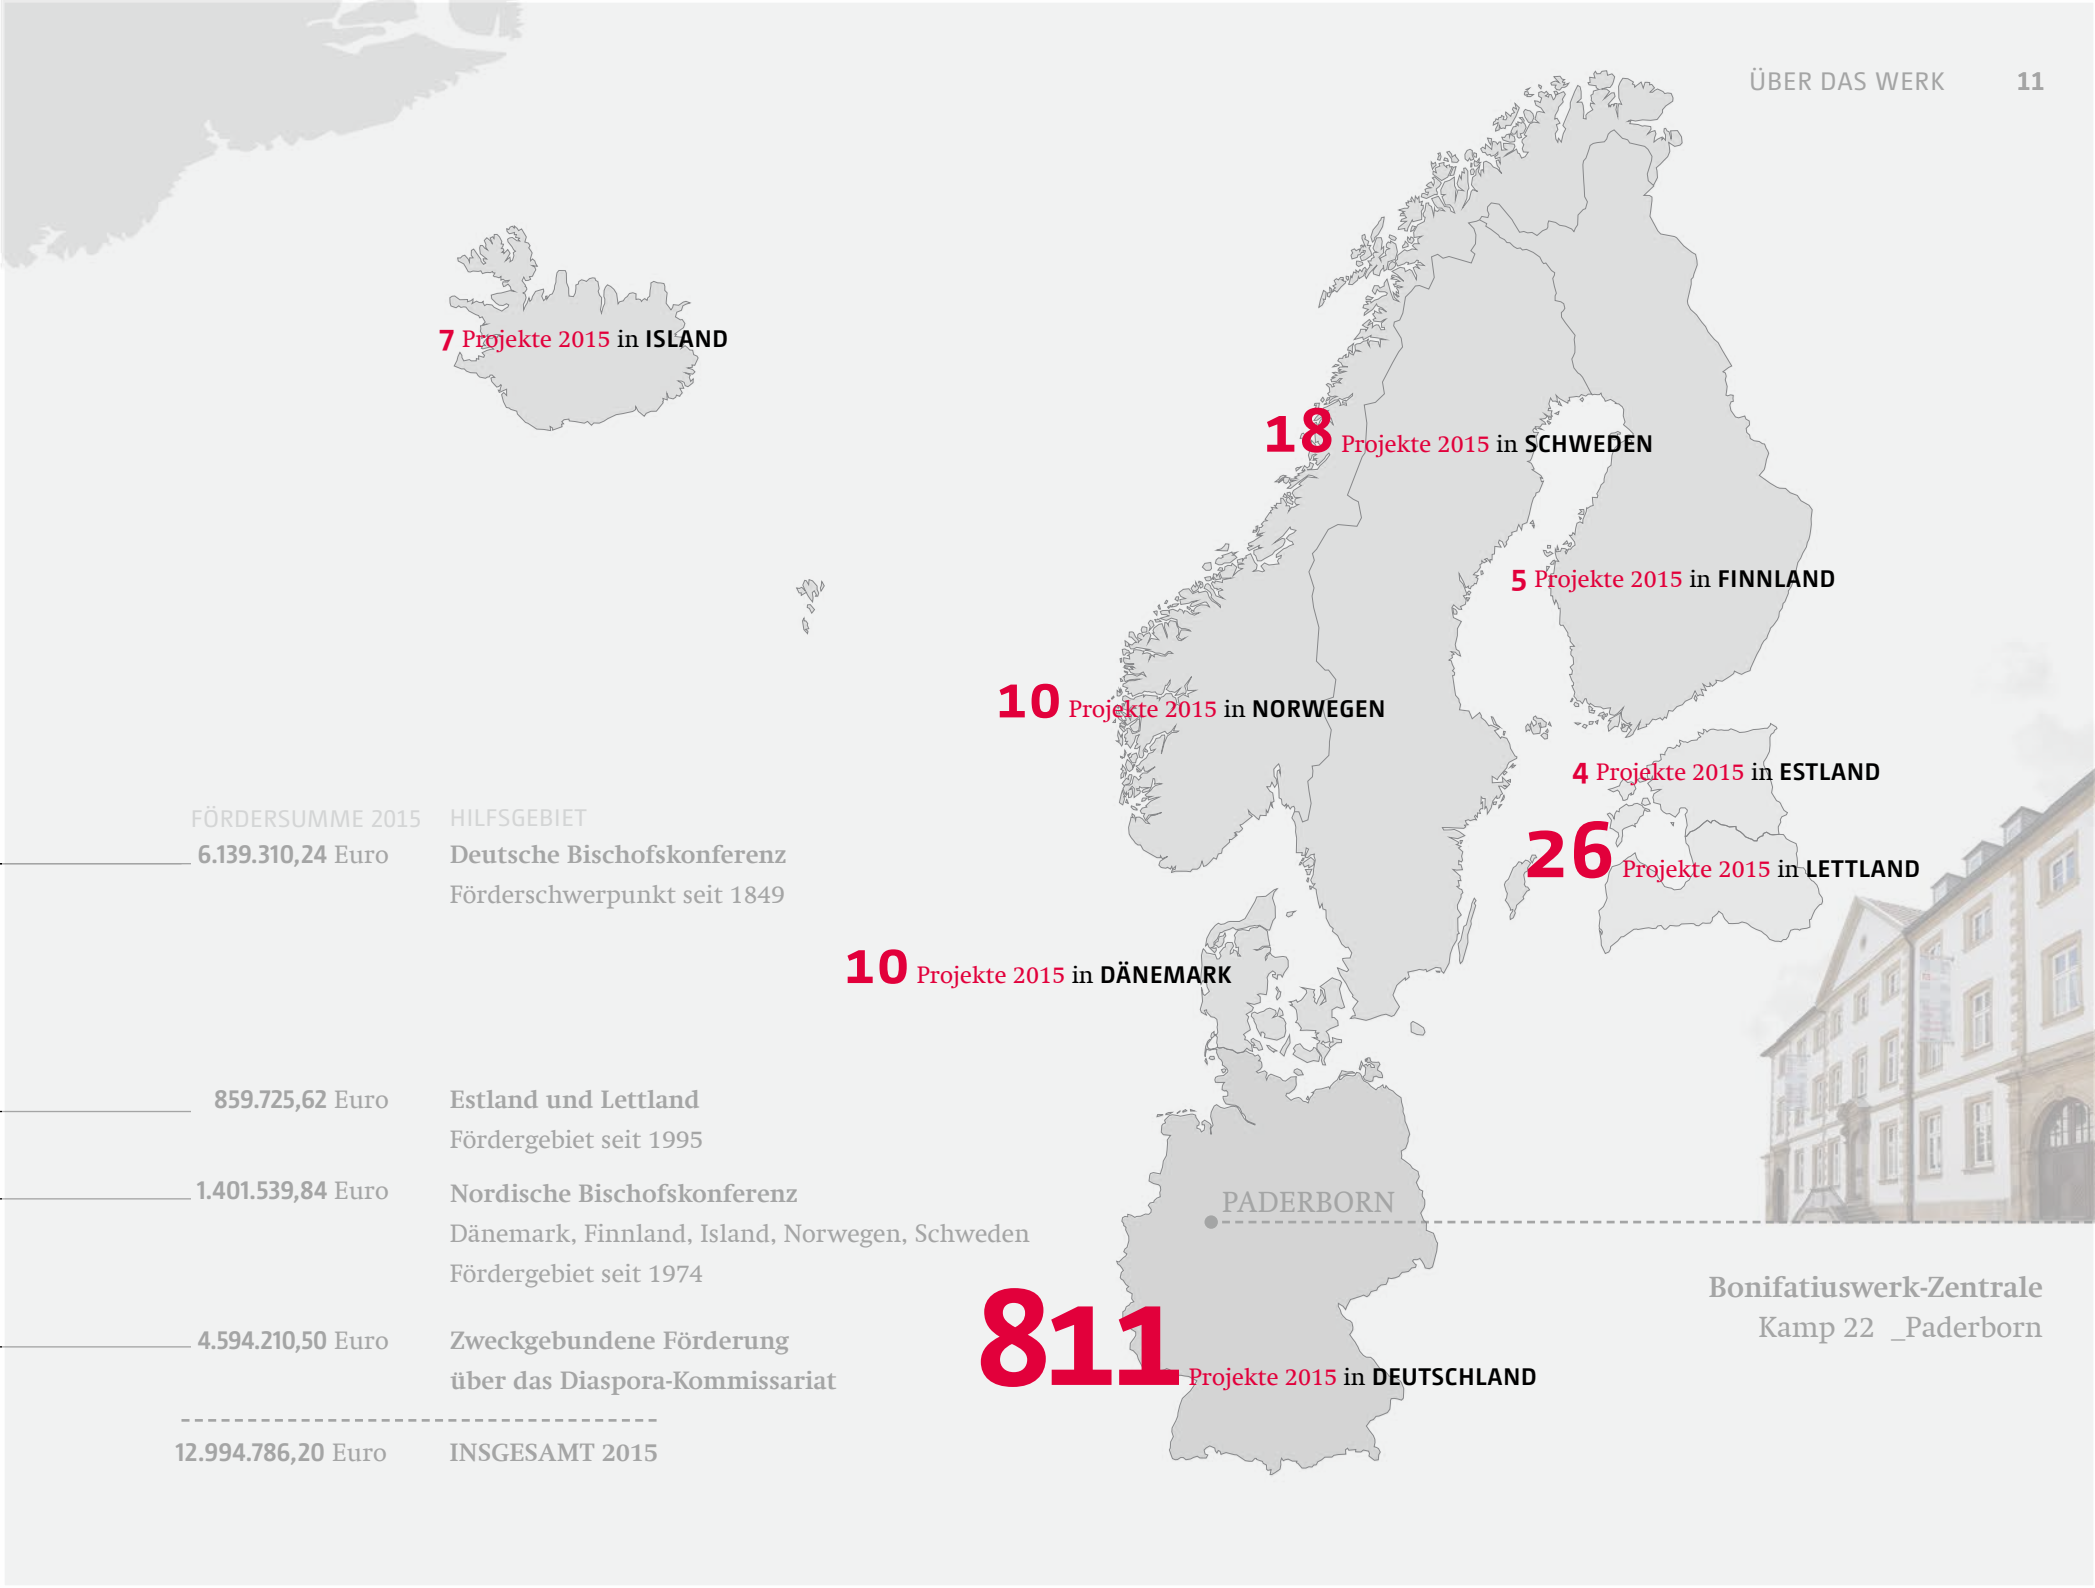 ÜBER DAS WERK 11
7 Projekte 2015 in ISLAND
18 Projekte 2015 in SCHWEDEN
5 Projekte 2015 in FINNLAND
10 Projekte 2015 in NORWEGEN
4 Projekte 2015 in ESTLAND
26 Projekte 2015 in LETTLAND
10 Projekte 2015 in DÄNEMARK
FÖRDERSUMME 2015 HILFSGEBIET
6.139.310,24 Euro Deutsche Bischofskonferenz
Förderschwerpunkt seit 1849
859.725,62 Euro Estland und Lettland
Fördergebiet seit 1995
1.401.539,84 Euro Nordische Bischofskonferenz
Dänemark, Finnland, Island, Norwegen, Schweden
Fördergebiet seit 1974
4.594.210,50 Euro Zweckgebundene Förderung
über das Diaspora-Kommissariat
12.994.786,20 Euro INSGESAMT 2015
PADERBORN
811 Projekte 2015 in DEUTSCHLAND
Bonifatiuswerk-Zentrale
Kamp 22 _Paderborn